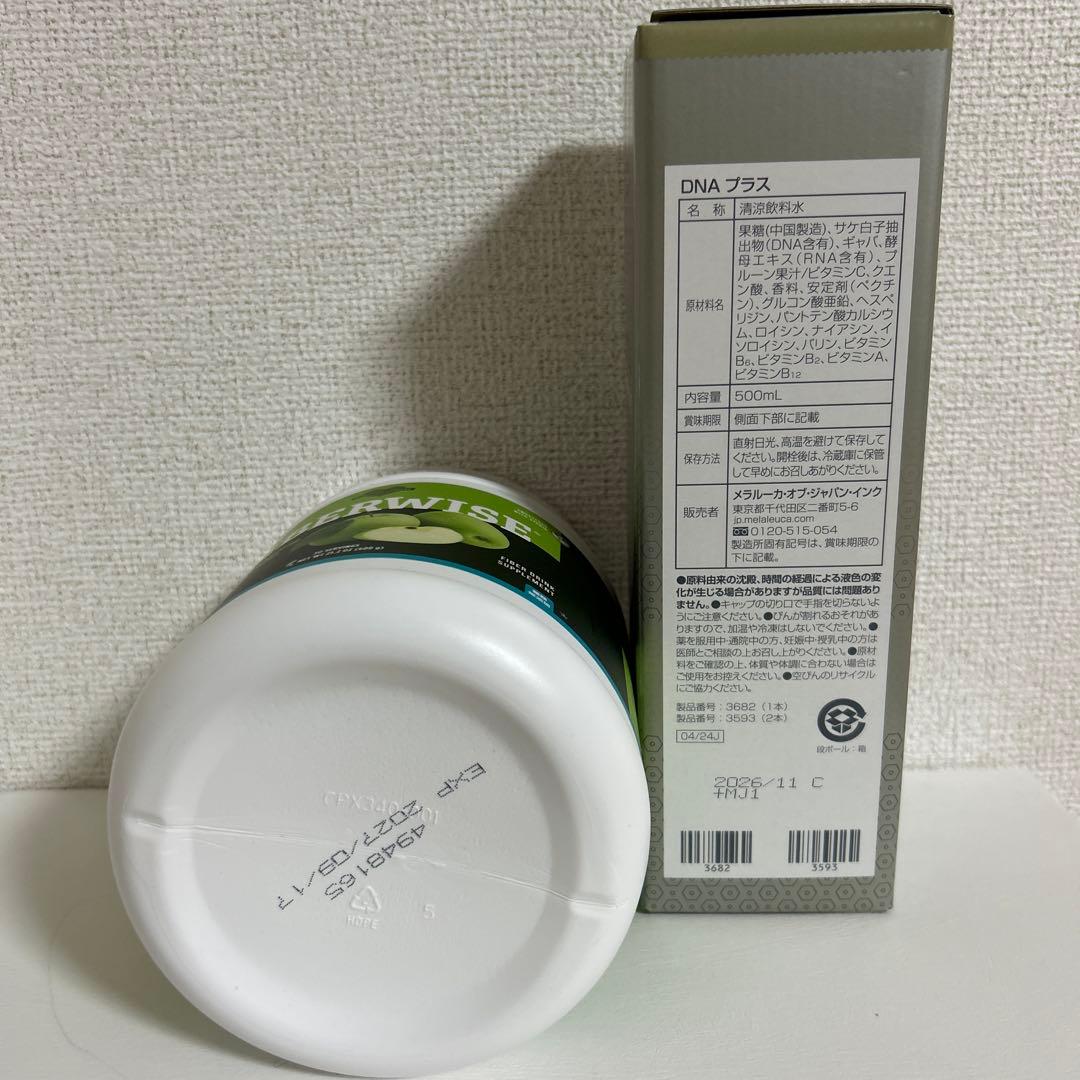 DNA プラス
名 称 清涼飲料水
原材料名
果糖(中国製造)、サケ白子抽
出物(DNA含有)、ギャバ、酵
母エキス(RNA含有)、プ
ルーン果汁/ビタミンC、クエ
ン酸、香料、安定剤(ペクチ
ン)、グルコン酸亜鉛、ヘスペ
リジン、パントテン酸カルシウ
ム、ロイシン、ナイアシン、イ
ソロイシン、バリン、ビタミン
B6、ビタミンB2、ビタミンA、
ビタミンB12
内容量 500mL
賞味期限 側面下部に記載
保存方法
直射日光、高温を避けて保存して
ください。開栓後は、冷蔵庫に保管
して早めにお召しあがりください。
販売者
メラルーカ・オブ・ジャパン・インク
東京都千代田区二番町5-6
jp.melaleuca.com
0120-515-054
製造所固有記号は、賞味期限の
下に記載。
●原料由来の沈殿、時間の経過による液色の変
化が生じる場合がありますが品質には問題あり
ません。●キャップの切り口で手指を切らないよ
うにご注意ください。●びんが割れるおそれがあ
りますので、加温や冷凍はしないでください。●
薬を服用中・通院中の方、妊娠中・授乳中の方は
医師とご相談の上お召し上がりください。●原材
料をご確認の上、体質や体調に合わない場合は
ご使用をお控えください。●空びんのリサイクル
にご協力ください。
製品番号：3682（1本）
製品番号：3593（2本）
04/24J
段ボール：箱
2026/11 C
+MJ1
3682
3593
BERWISE
FIBER DRINK
SUPPLEMENT
EXP 2027/09/17
4948165
HDPE
5